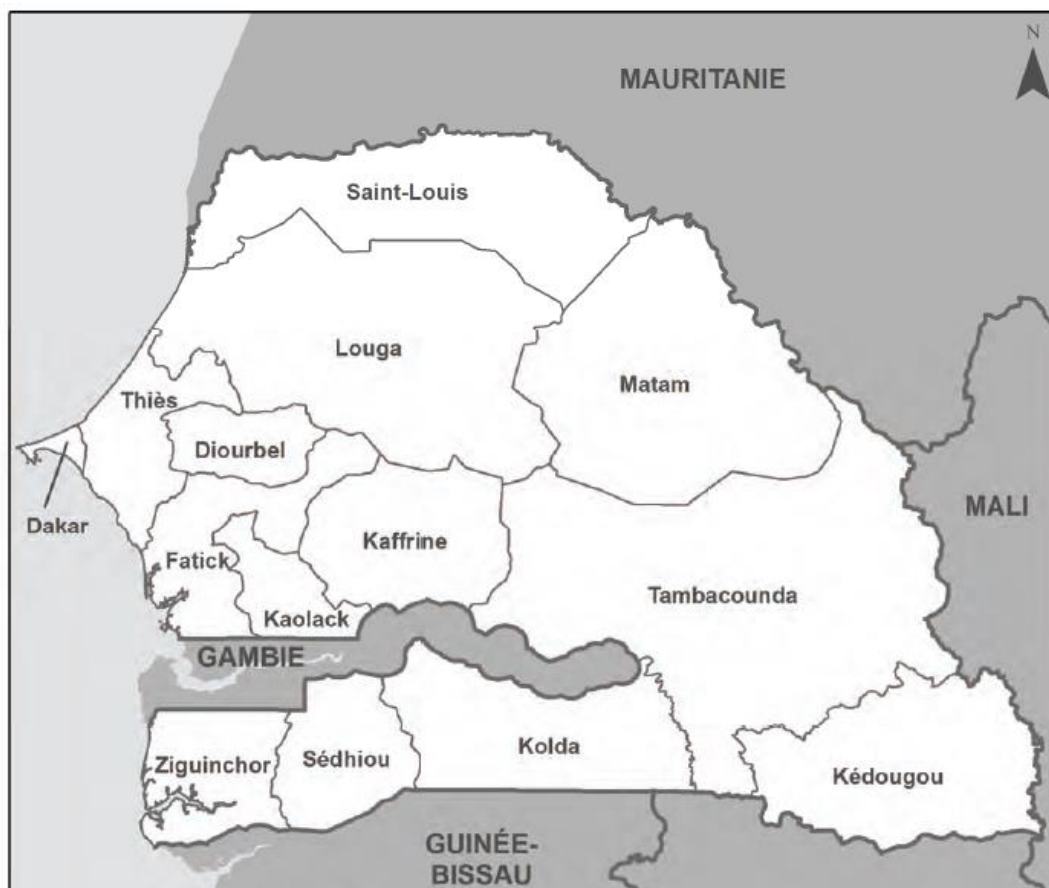 N
MAURITANIE
Saint-Louis
Louga
Matam
Thiès
Diourbel
MALI
Dakar
Kaffrine
Fatick
Tambacounda
Kaolack
GAMBIE
Kolda
Sédhiou
Ziguinchor
Kédougou
GUINÉE-
BISSAU